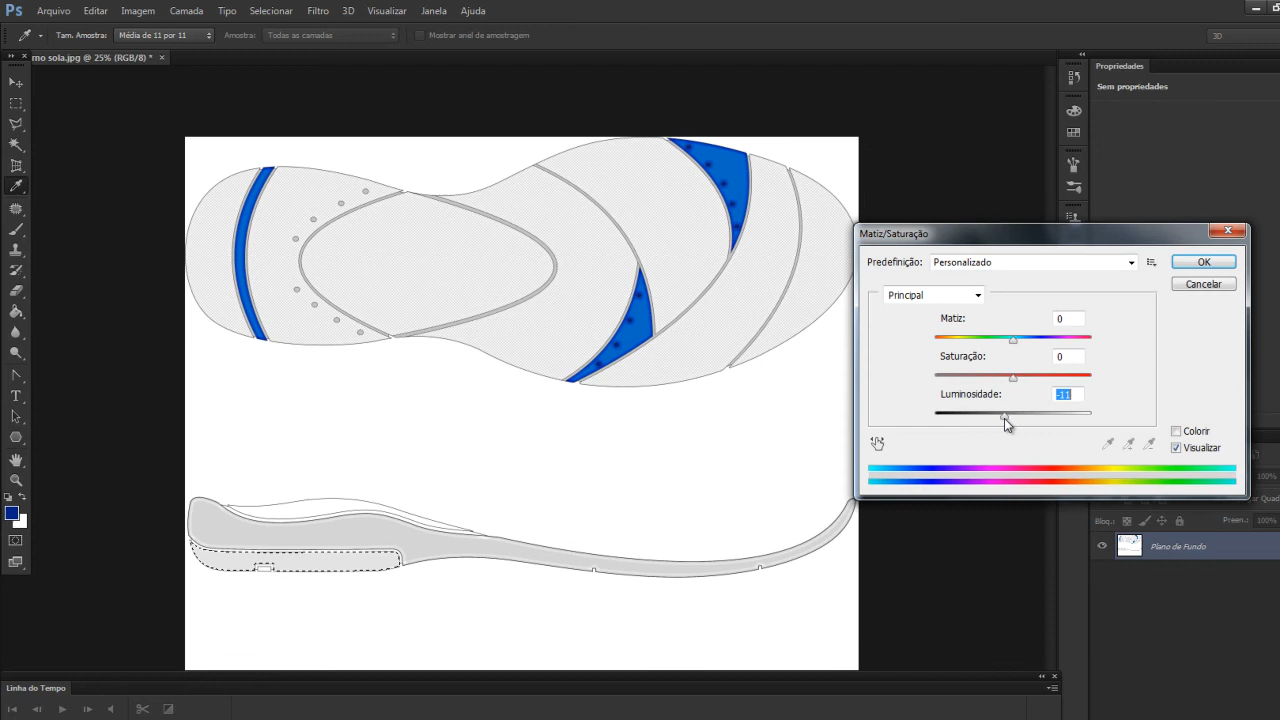 Ps Arquivo Editar Imagem Camada Tipo Selecionar Filtro 3D Visualizar Janela Ajuda
Tam. Amostra: Média de 11 por 11 Amostra: Todas as camadas Mostrar anel de amostragem 3D
rno sola.jpg @ 25% (RGB/8) * ×
Propriedades
Sem propriedades
Matiz/Saturação
Predefinição: Personalizado OK
Cancelar
Principal
Matiz: 0
Saturação: 0
Luminosidade: -11
Colorir
Visualizar
100%
Quad
Bloq.: Preen.: 100%
Plano de Fundo
Linha do Tempo